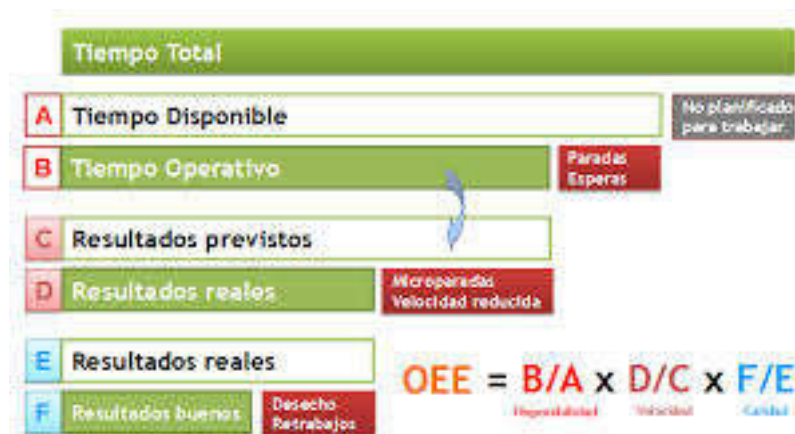 Tiempo Total
A Tiempo Disponible
No planificado
para trabajar
B Tiempo Operativo
Paradas
Esperas
C Resultados previstos
D Resultados reales
Microparadas
Velocidad reducida
E Resultados reales
F Resultados buenos
Desecho
Retrabajos
OEE = B/A x D/C x F/E
Disponibilidad Velocidad Calidad